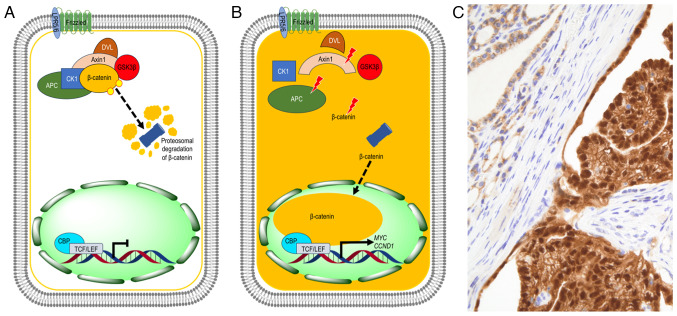 A
LRP5/6
Frizzled
DVL
Axin1
GSK3β
CK1
β-catenin
APC
Proteosomal
degradation
of β-catenin
CBP
TCF/LEF
B
LRP5/6
Frizzled
DVL
Axin1
GSK3β
CK1
APC
β-catenin
β-catenin
β-catenin
CBP
TCF/LEF
MYC
CCND1
C